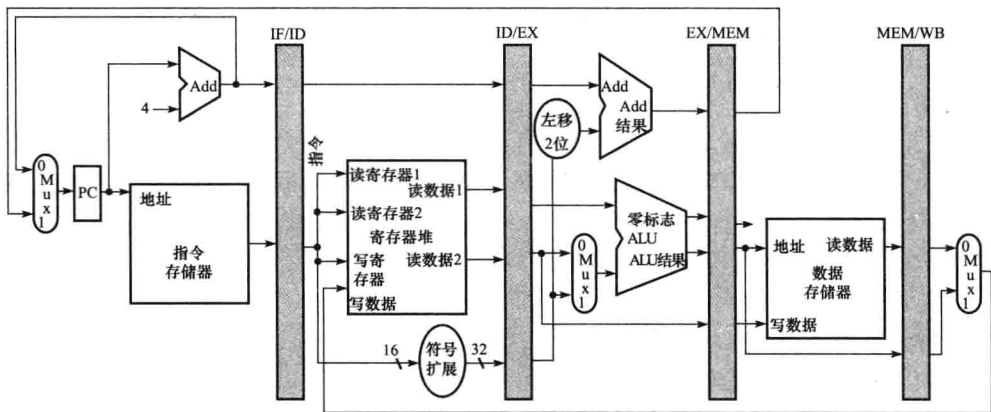 IF/ID
ID/EX
EX/MEM
MEM/WB
Add
4
0
Mux
1
PC
地址
指令
存储器
指令
读寄存器1
读数据1
读寄存器2
寄存器堆
写寄
存器
读数据2
写数据
16
符号
扩展
32
左移
2位
Add
Add
结果
0
Mux
1
零标志
ALU
ALU结果
地址
读数据
数据
存储器
写数据
0
Mux
1